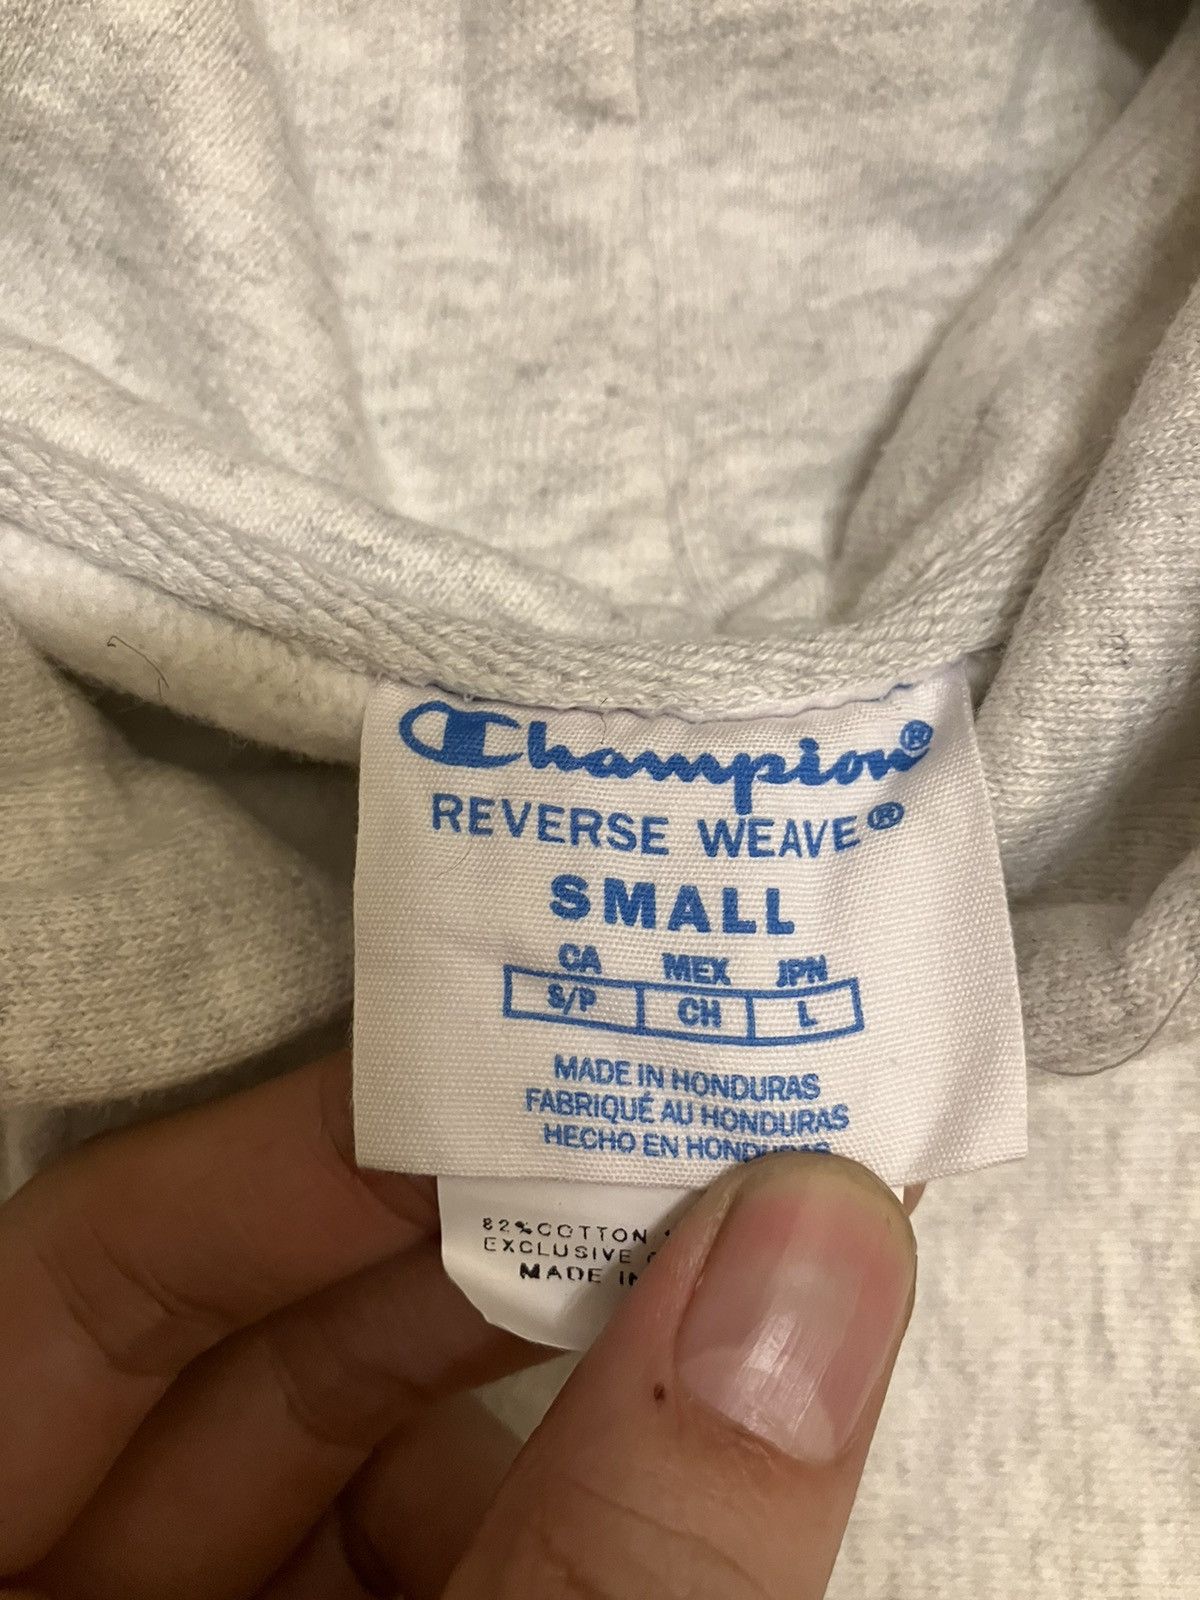 Champion®
REVERSE WEAVE®
SMALL
CA MEX JPN
S/P CH L
MADE IN HONDURAS
FABRIQUÉ AU HONDURAS
HECHO EN HONDURAS
82%COTTON
EXCLUSIVE
MADE IN